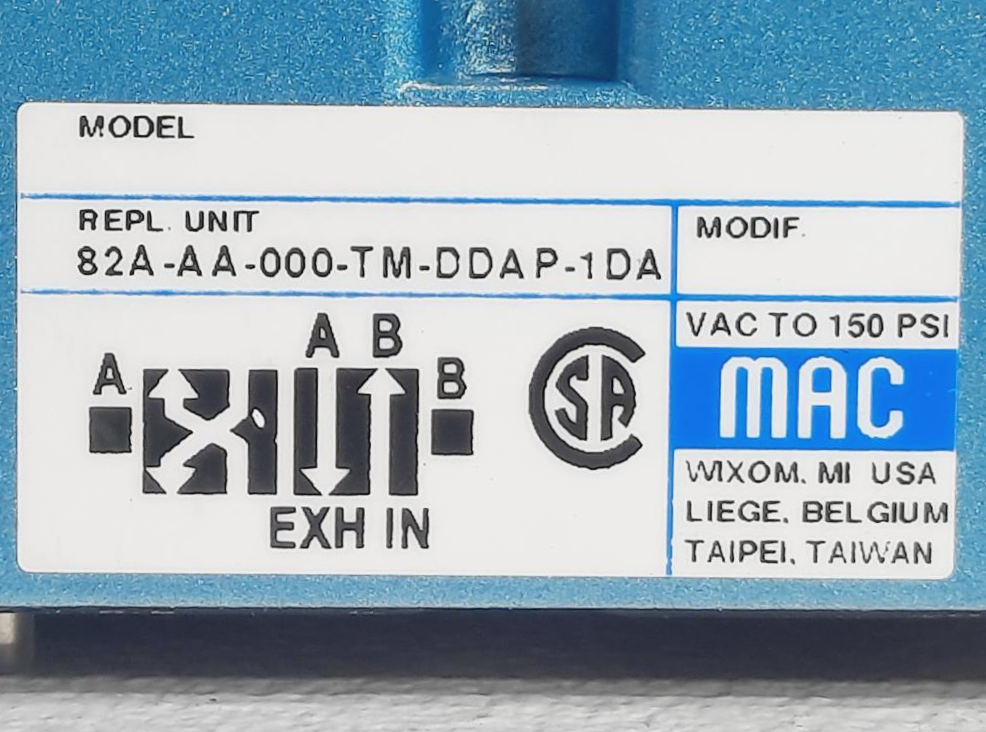 MODEL
REPL. UNIT
82A-AA-000-TM-DDAP-1DA
MODIF.
A
A B
B
EXH IN
CSA
VAC TO 150 PSI
MAC
WIXOM, MI USA
LIEGE, BELGIUM
TAIPEI, TAIWAN